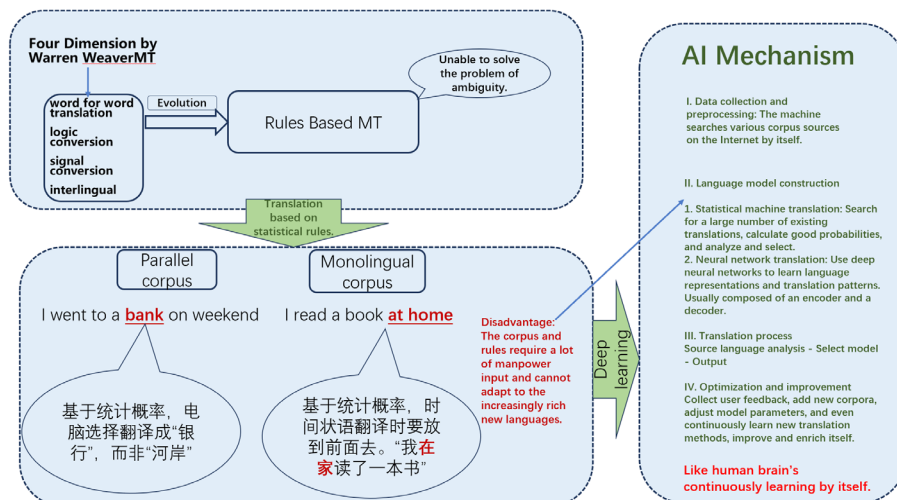 Four Dimension by
Warren WeaverMT
word for word
translation
logic
conversion
signal
conversion
interlingual
Evolution
Rules Based MT
Unable to solve
the problem of
ambiguity.
Translation
based on
statistical rules.
Parallel
corpus
I went to a bank on weekend
基于统计概率，电
脑选择翻译成“银
行”，而非“河岸”
Monolingual
corpus
I read a book at home
基于统计概率，时
间状语翻译时要放
到前面去。“我在
家读了一本书”
Disadvantage:
The corpus and
rules require a lot
of manpower
input and cannot
adapt to the
increasingly rich
new languages.
Deep
learning
AI Mechanism
I. Data collection and
preprocessing: The machine
searches various corpus sources
on the Internet by itself.
II. Language model construction
1. Statistical machine translation: Search
for a large number of existing
translations, calculate good probabilities,
and analyze and select.
2. Neural network translation: Use deep
neural networks to learn language
representations and translation patterns.
Usually composed of an encoder and a
decoder.
III. Translation process
Source language analysis - Select model
- Output
IV. Optimization and improvement
Collect user feedback, add new corpora,
adjust model parameters, and even
continuously learn new translation
methods, improve and enrich itself.
Like human brain's
continuously learning by itself.